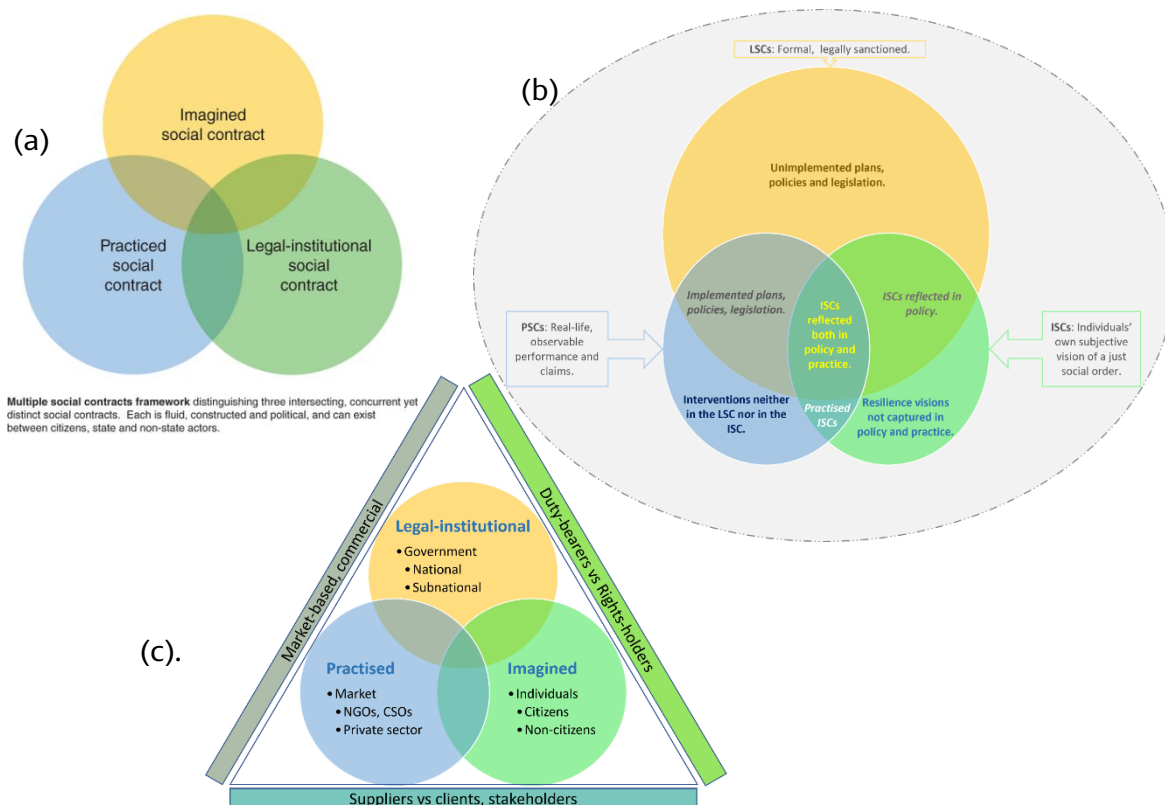 (a)
Imagined
social contract
Practiced
social
contract
Legal-institutional
social
contract
Multiple social contracts framework distinguishing three intersecting, concurrent yet
distinct social contracts.  Each is fluid, constructed and political, and can exist
between citizens, state and non-state actors.
(b)
LSCs: Formal, legally sanctioned.
Unimplemented plans,
policies and legislation.
Implemented plans,
policies, legislation.
ISCs
reflected
both in
policy and
practice.
ISCs reflected in
policy.
PSCs: Real-life,
observable
performance and
claims.
ISCs: Individuals’
own subjective
vision of a just
social order.
Interventions neither
in the LSC nor in the
ISC.
Practised
ISCs
Resilience visions
not captured in
policy and practice.
(c).
Market-based, commercial
Duty-bearers vs Rights-holders
Legal-institutional
• Government
• National
• Subnational
Practised
• Market
• NGOs, CSOs
• Private sector
Imagined
• Individuals
• Citizens
• Non-citizens
Suppliers vs clients, stakeholders